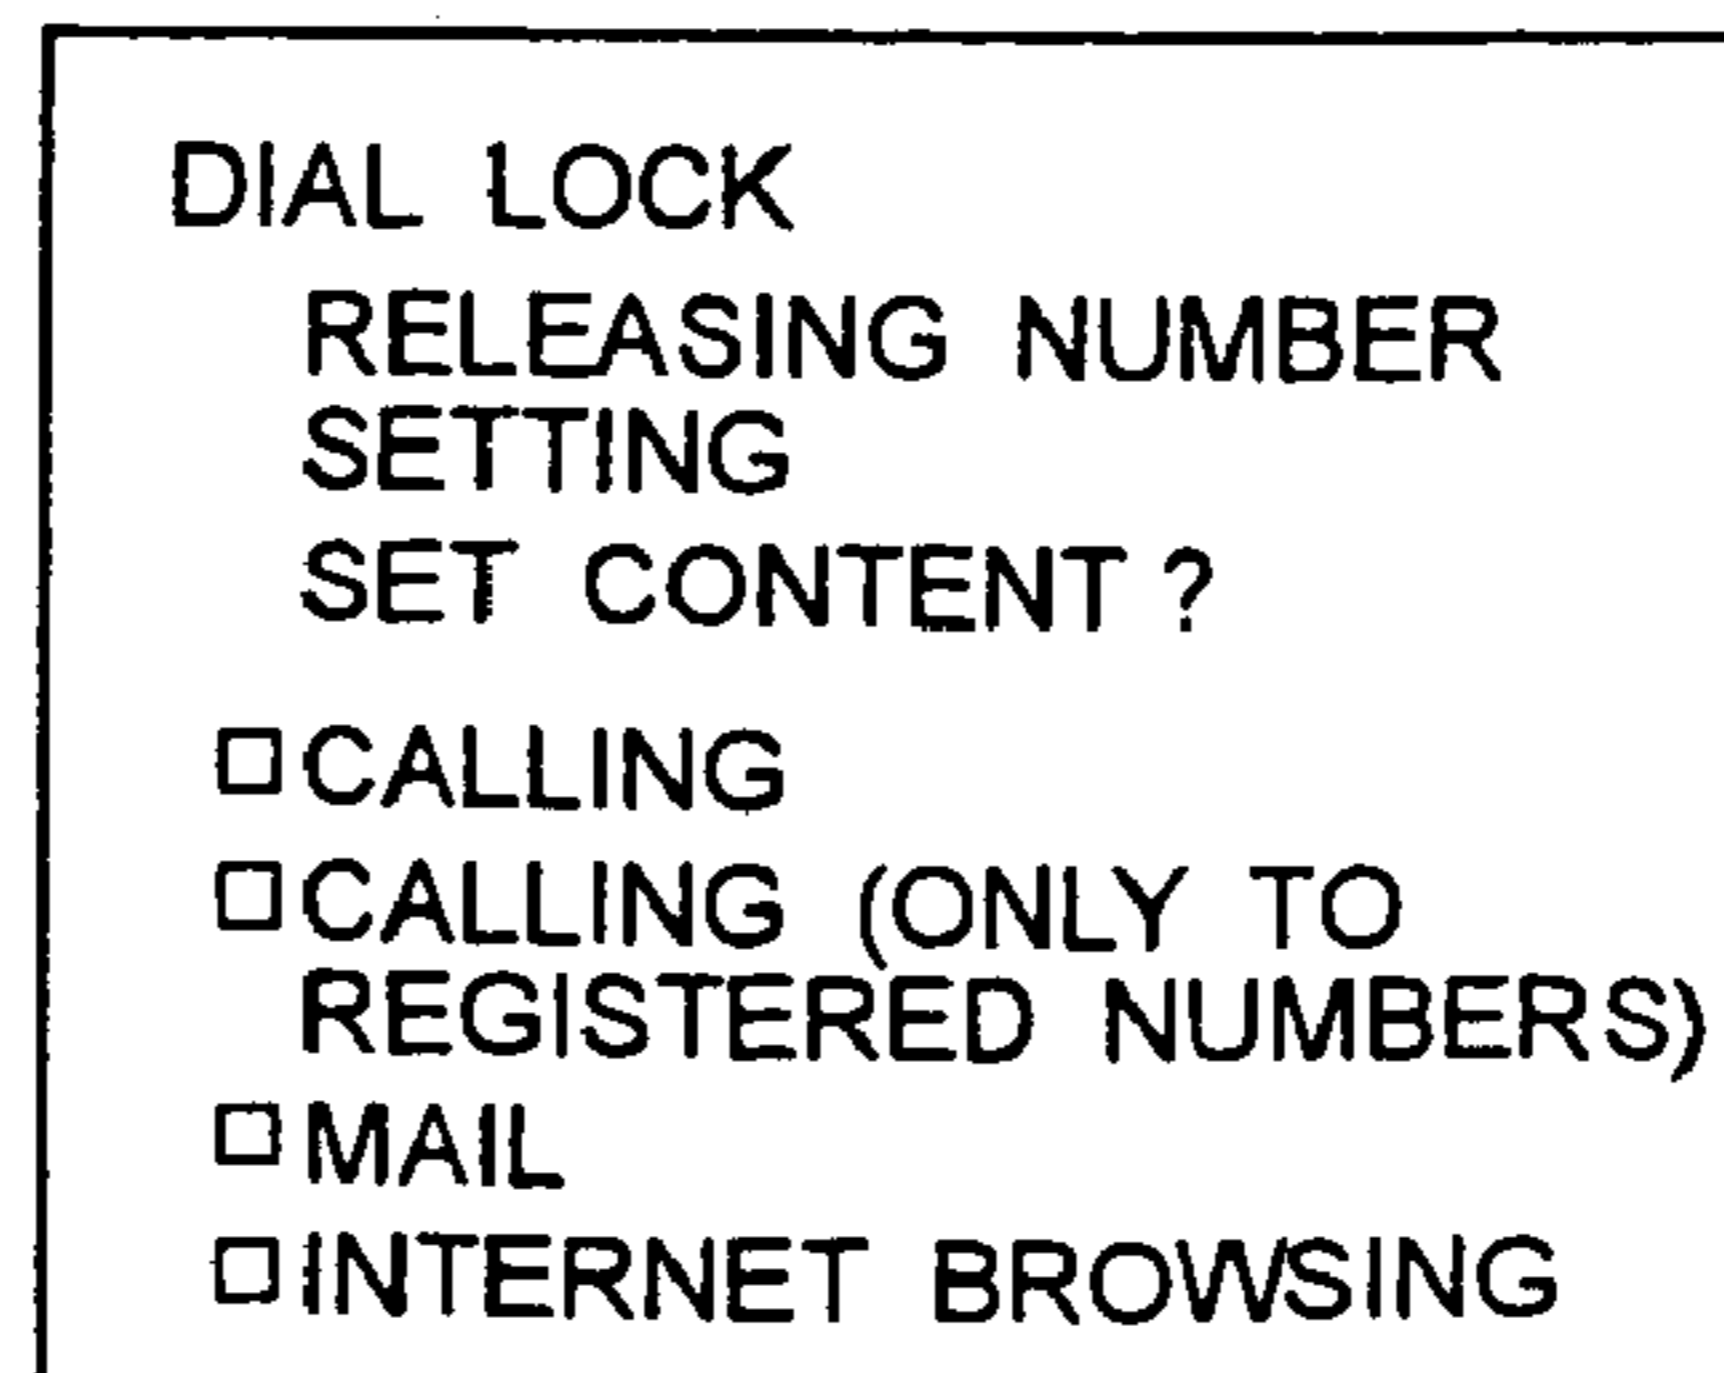 DIAL LOCK
RELEASING NUMBER
SETTING
SET CONTENT ?
□ CALLING
□ CALLING (ONLY TO
REGISTERED NUMBERS)
□ MAIL
□ INTERNET BROWSING